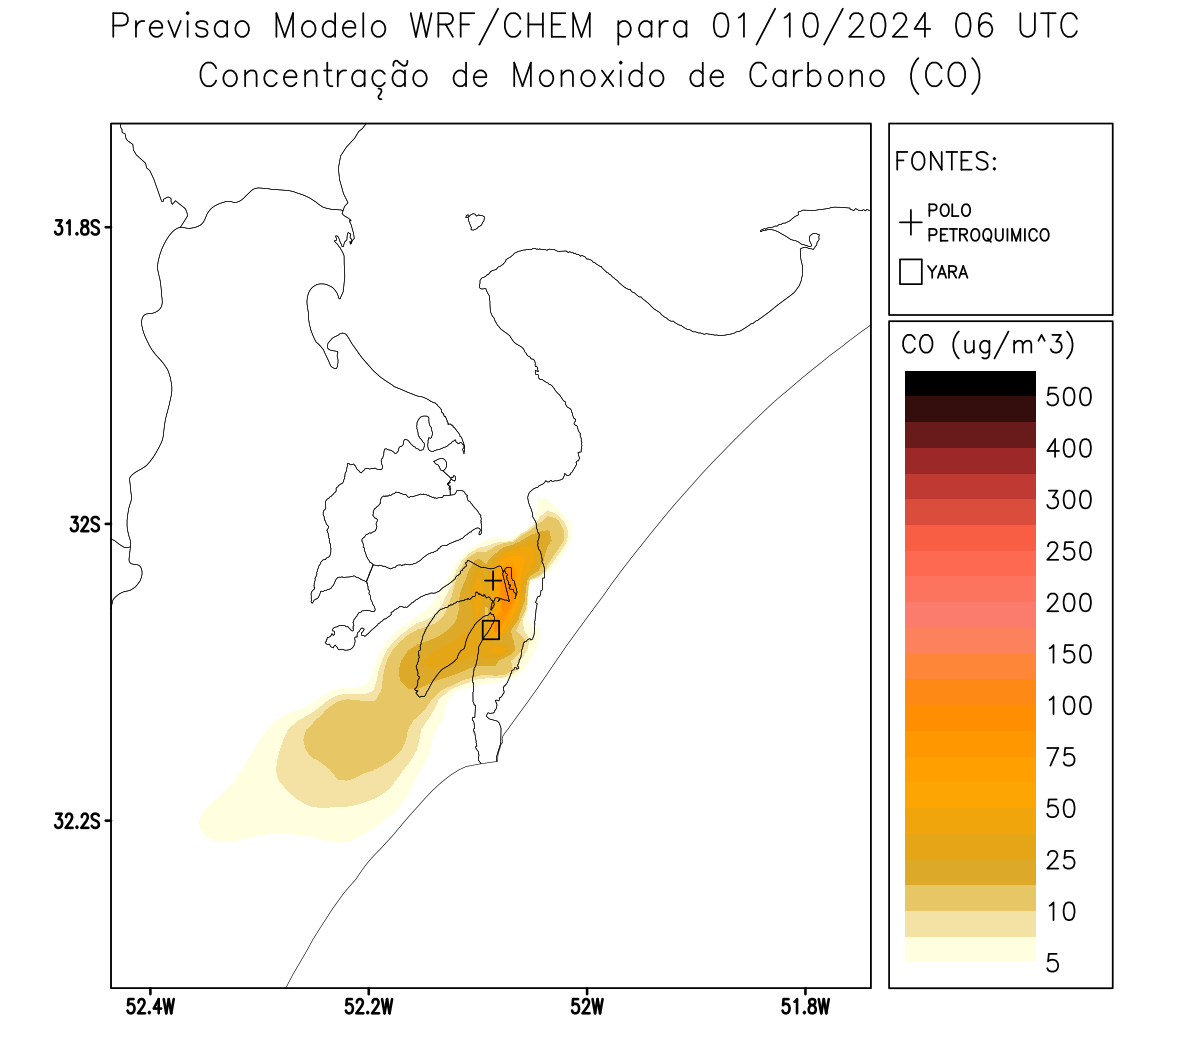 Previsao Modelo WRF/CHEM para 01/10/2024 06 UTC
Concentração de Monoxido de Carbono (CO)
31.8S
32S
32.2S
52.4W
52.2W
52W
51.8W
FONTES:
POLO
PETROQUIMICO
YARA
CO (ug/m^3)
500
400
300
250
200
150
100
75
50
25
10
5